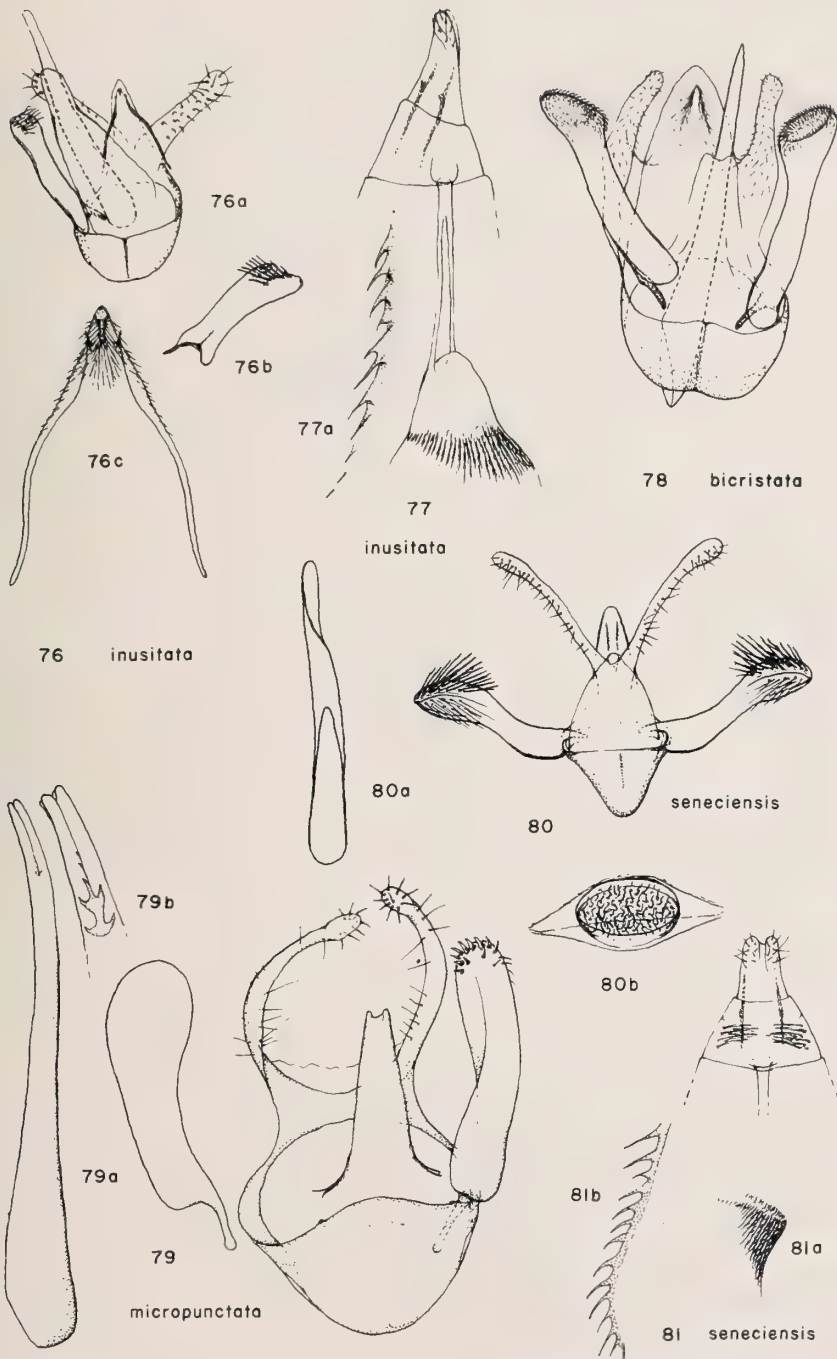 76a
76b
76c
77a
77
inusitata
78 bicristata
76 inusitata
80a
80
seneciensis
79b
80b
79a
79
micropunctata
81b
81a
81 seneciensis